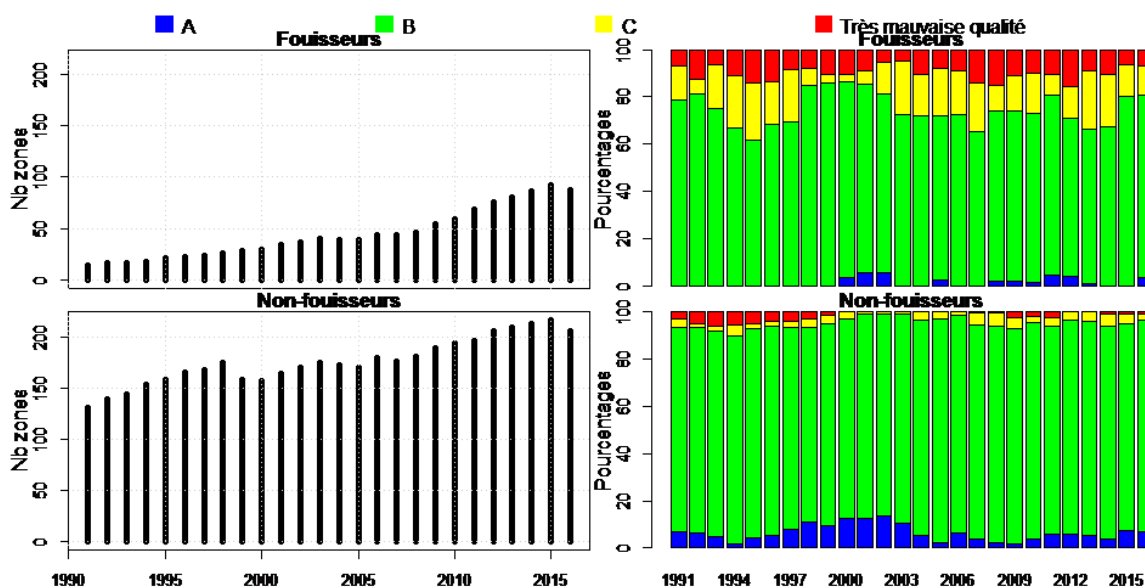 A B C Très mauvaise qualité
Fouisseurs
Nb zones
0 50 100 150 200
Fouisseurs
Pourcentages
0 20 40 60 80 100
Non-fouisseurs
Nb zones
0 50 100 150 200
1990 1995 2000 2005 2010 2015
Non-fouisseurs
Pourcentages
0 20 40 60 80 100
1991 1994 1997 2000 2003 2006 2009 2012 2015